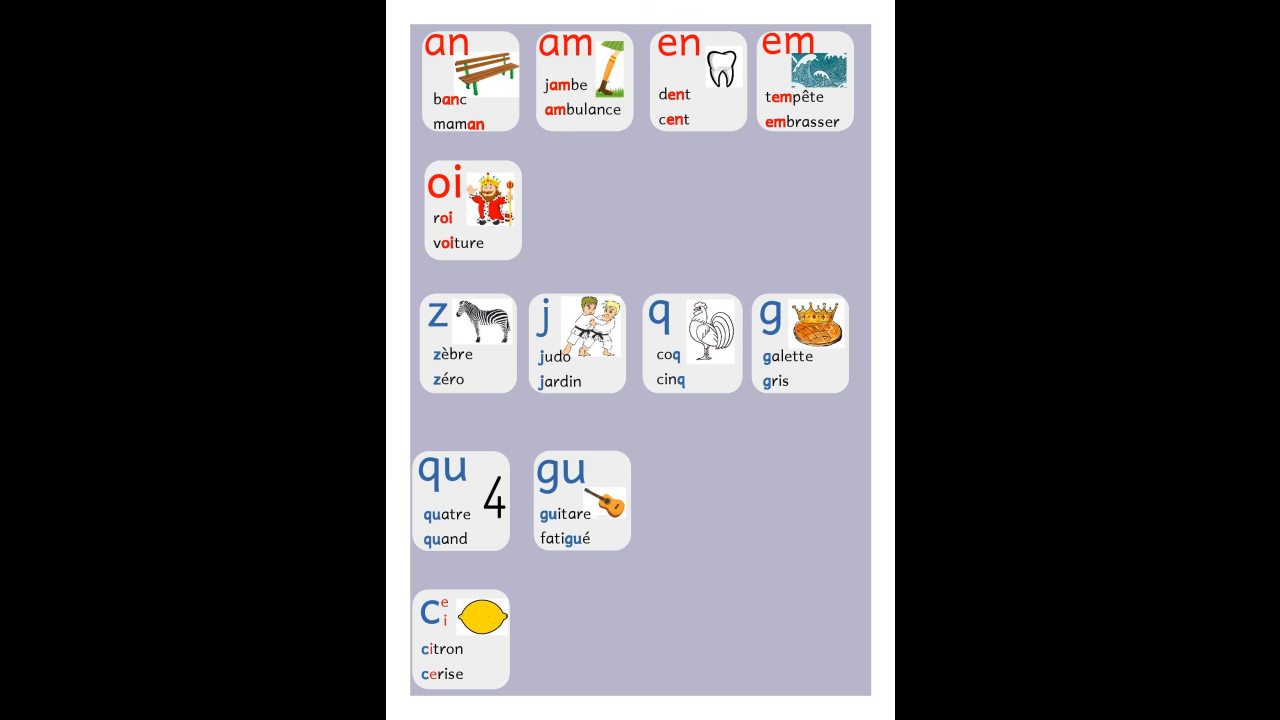 an
banc
maman
am
jambe
ambulance
en
dent
cent
em
tempête
embrasser
oi
roi
voiture
z
zèbre
zéro
j
judo
jardin
q
coq
cinq
g
galette
gris
qu
4
quatre
quand
gu
guitare
fatigué
c e
i
citron
cerise